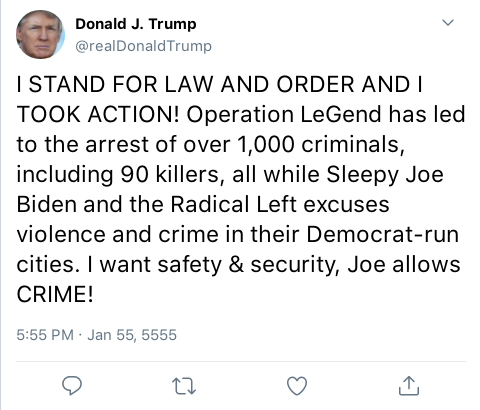 Donald J. Trump
@realDonaldTrump
I STAND FOR LAW AND ORDER AND I
TOOK ACTION! Operation LeGend has led
to the arrest of over 1,000 criminals,
including 90 killers, all while Sleepy Joe
Biden and the Radical Left excuses
violence and crime in their Democrat-run
cities. I want safety & security, Joe allows
CRIME!
5:55 PM · Jan 55, 5555